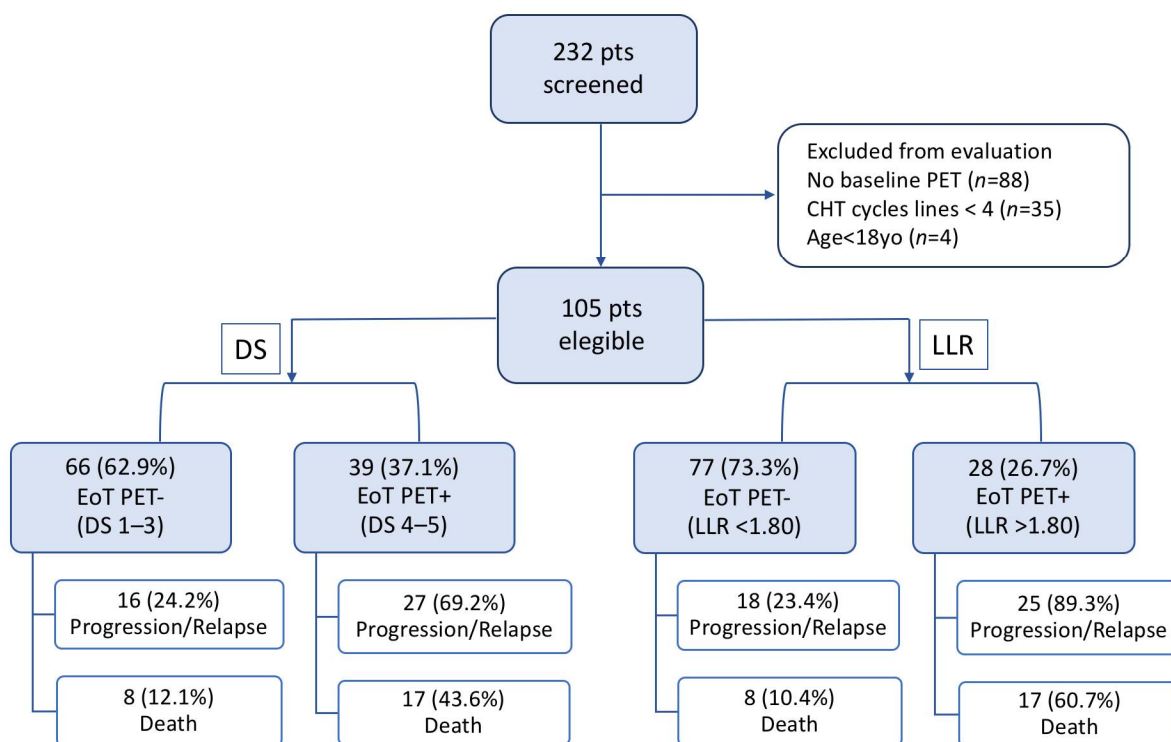 232 pts
screened
Excluded from evaluation
No baseline PET (n=88)
CHT cycles lines < 4 (n=35)
Age<18yo (n=4)
105 pts
elegible
DS
LLR
66 (62.9%)
EoT PET-
(DS 1–3)
39 (37.1%)
EoT PET+
(DS 4–5)
77 (73.3%)
EoT PET-
(LLR <1.80)
28 (26.7%)
EoT PET+
(LLR >1.80)
16 (24.2%)
Progression/Relapse
27 (69.2%)
Progression/Relapse
18 (23.4%)
Progression/Relapse
25 (89.3%)
Progression/Relapse
8 (12.1%)
Death
17 (43.6%)
Death
8 (10.4%)
Death
17 (60.7%)
Death